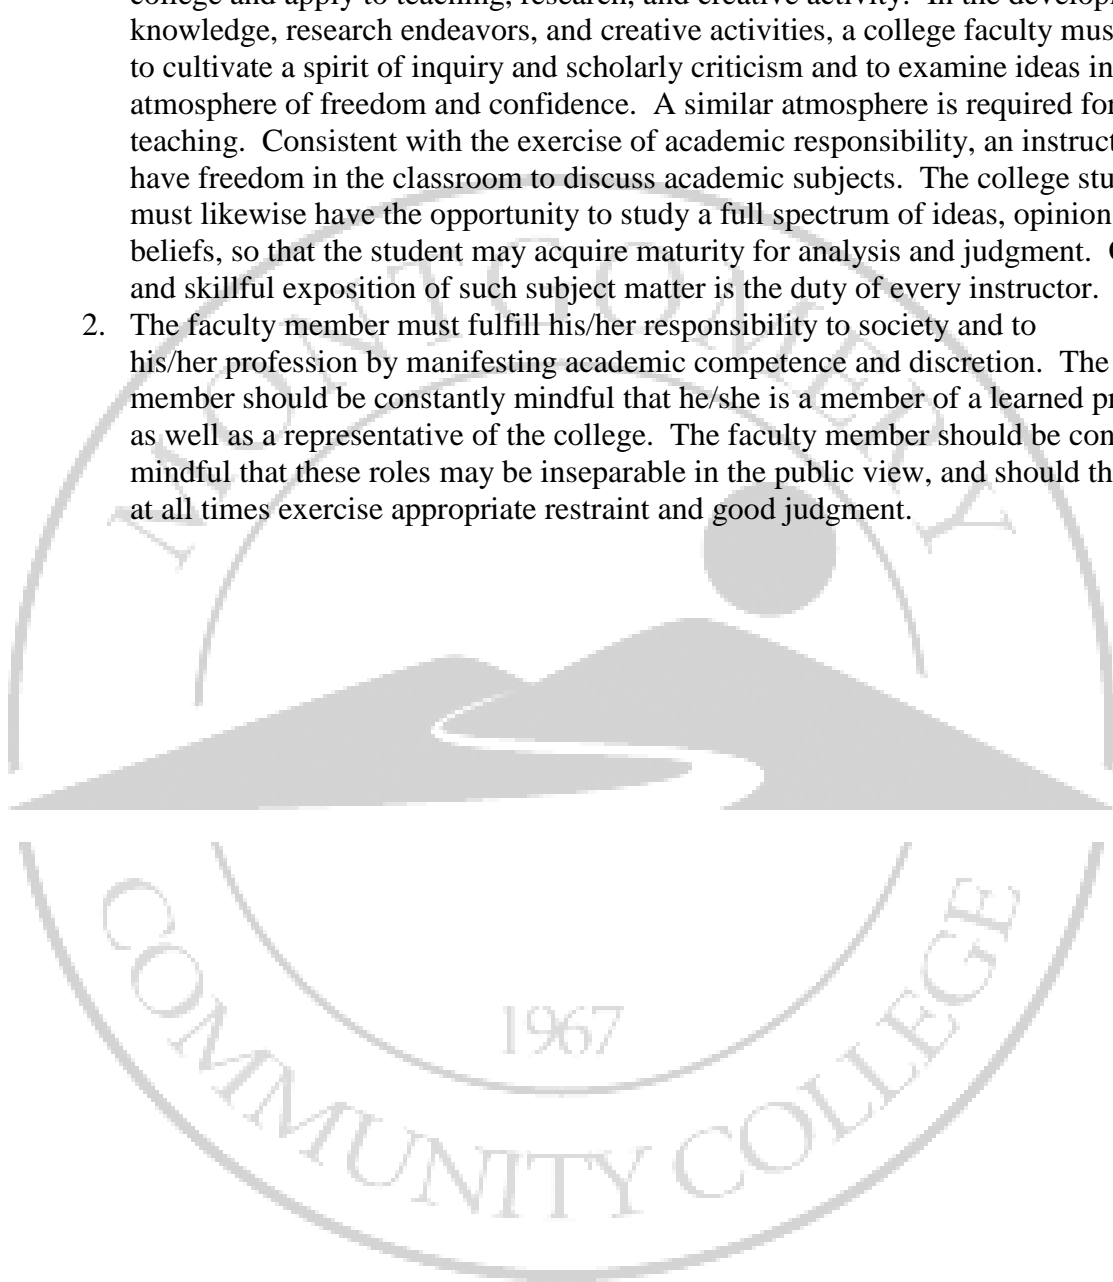 college and apply to teaching, research, and creative activity. In the develop
knowledge, research endeavors, and creative activities, a college faculty mus
to cultivate a spirit of inquiry and scholarly criticism and to examine ideas in
atmosphere of freedom and confidence. A similar atmosphere is required for
teaching. Consistent with the exercise of academic responsibility, an instruct
have freedom in the classroom to discuss academic subjects. The college stu
must likewise have the opportunity to study a full spectrum of ideas, opinion
beliefs, so that the student may acquire maturity for analysis and judgment.
and skillful exposition of such subject matter is the duty of every instructor.
2. The faculty member must fulfill his/her responsibility to society and to
his/her profession by manifesting academic competence and discretion. The
member should be constantly mindful that he/she is a member of a learned pr
as well as a representative of the college. The faculty member should be con
mindful that these roles may be inseparable in the public view, and should th
at all times exercise appropriate restraint and good judgment.
MONTGOMERY
1967
COMMUNITY COLLEGE